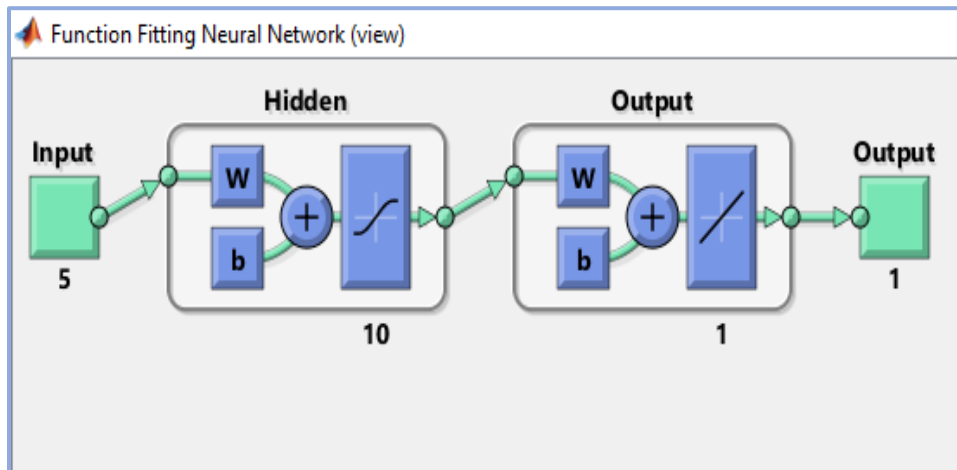 Function Fitting Neural Network (view)
Hidden
Output
Input
Output
W
W
+
+
b
b
5
1
10
1